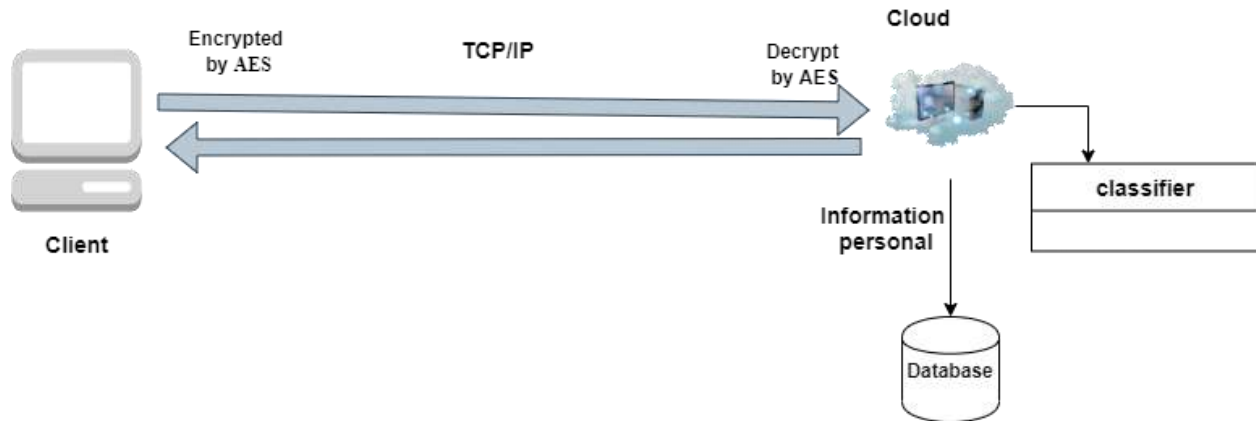 Cloud
Encrypted
by AES
TCP/IP
Decrypt
by AES
classifier
Information
personal
Client
Database